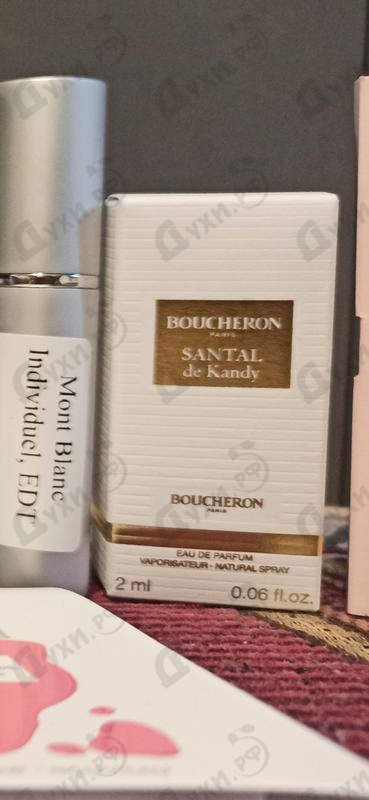 Mont Blanc
Individuel, EDT
BOUCHERON
PARIS
SANTAL
de Kandy
BOUCHERON
PARIS
EAU DE PARFUM
VAPORISATEUR - NATURAL SPRAY
2 ml 0.06 fl.oz.
Духи.РФ